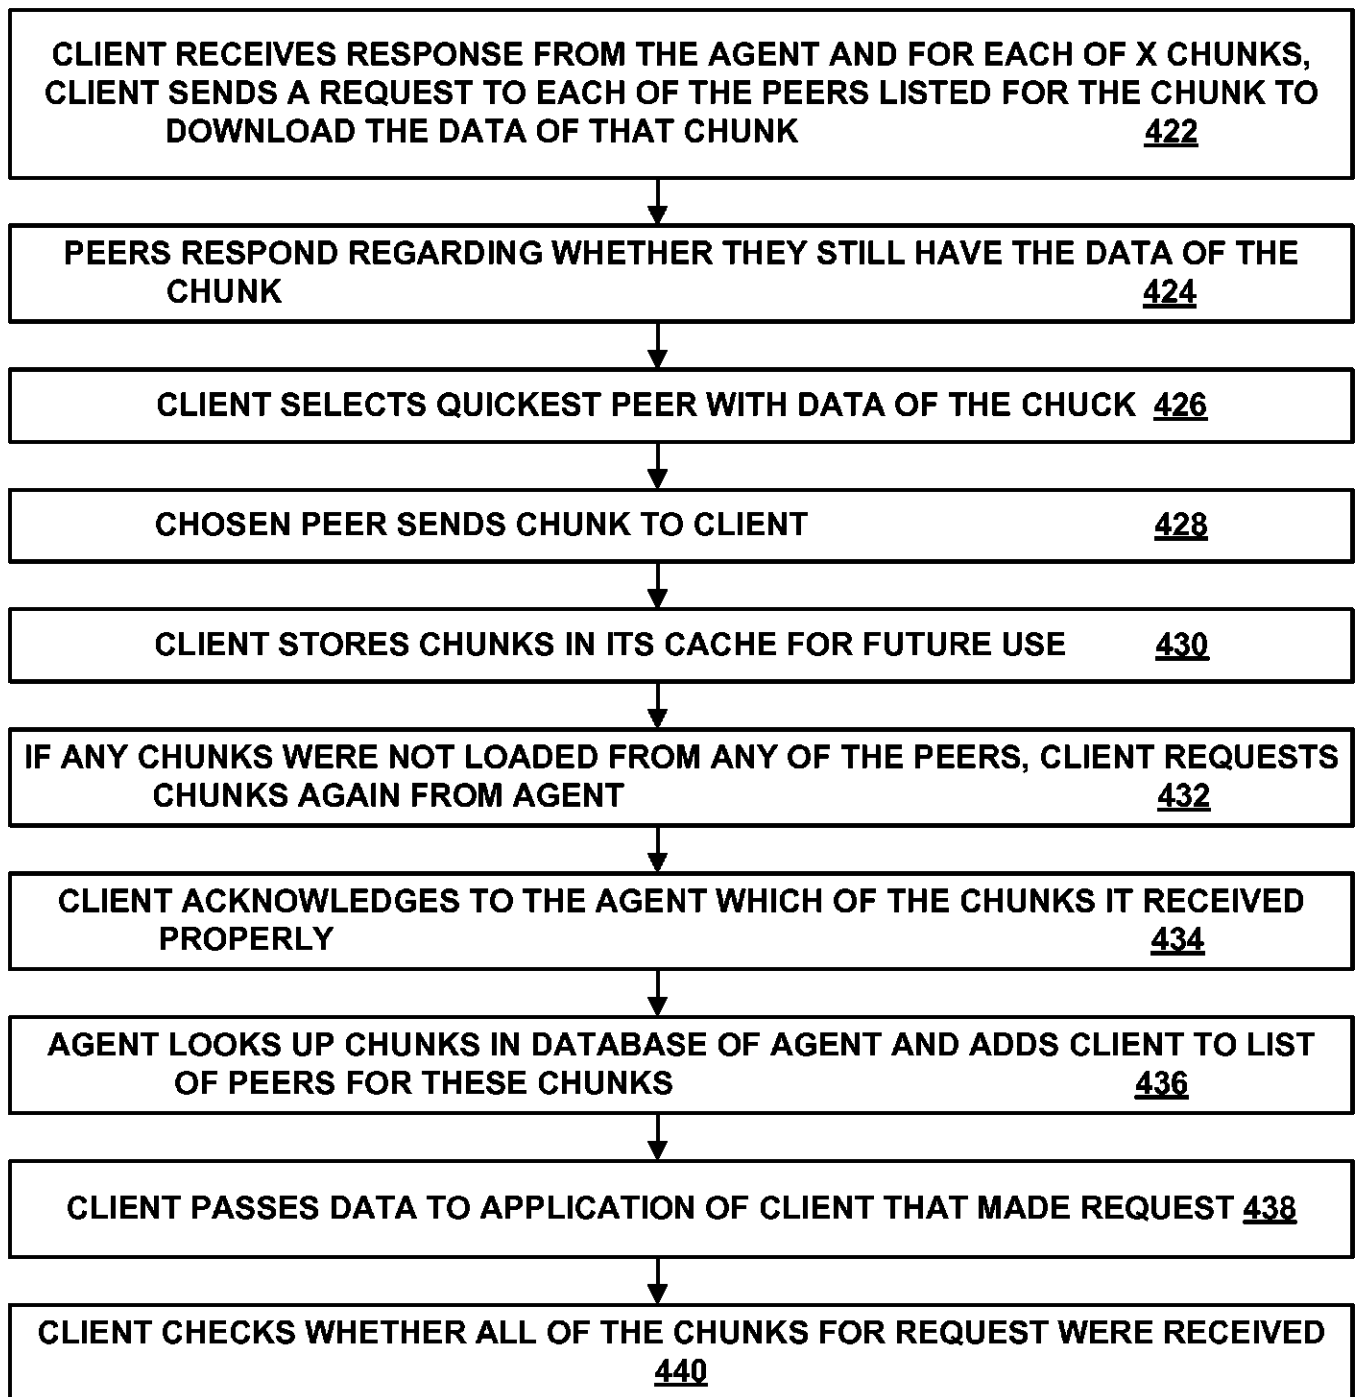 CLIENT RECEIVES RESPONSE FROM THE AGENT AND FOR EACH OF X CHUNKS,
CLIENT SENDS A REQUEST TO EACH OF THE PEERS LISTED FOR THE CHUNK TO
DOWNLOAD THE DATA OF THAT CHUNK 422
PEERS RESPOND REGARDING WHETHER THEY STILL HAVE THE DATA OF THE
CHUNK 424
CLIENT SELECTS QUICKEST PEER WITH DATA OF THE CHUCK 426
CHOSEN PEER SENDS CHUNK TO CLIENT 428
CLIENT STORES CHUNKS IN ITS CACHE FOR FUTURE USE 430
IF ANY CHUNKS WERE NOT LOADED FROM ANY OF THE PEERS, CLIENT REQUESTS
CHUNKS AGAIN FROM AGENT 432
CLIENT ACKNOWLEDGES TO THE AGENT WHICH OF THE CHUNKS IT RECEIVED
PROPERLY 434
AGENT LOOKS UP CHUNKS IN DATABASE OF AGENT AND ADDS CLIENT TO LIST
OF PEERS FOR THESE CHUNKS 436
CLIENT PASSES DATA TO APPLICATION OF CLIENT THAT MADE REQUEST 438
CLIENT CHECKS WHETHER ALL OF THE CHUNKS FOR REQUEST WERE RECEIVED
440